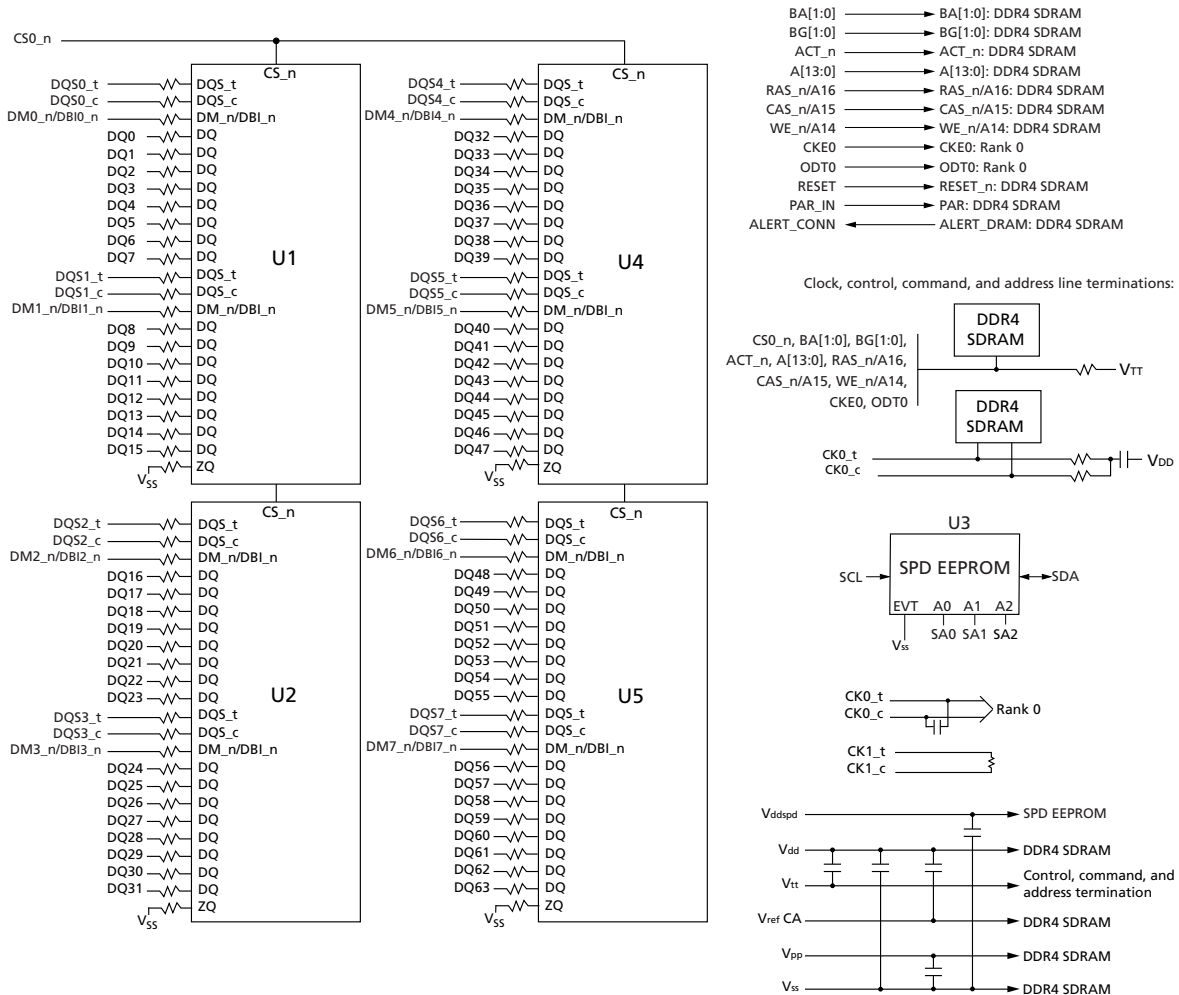 CS0_n
CS_n
DQS0_t DQS_t
DQS0_c DQS_c
DM0_n/DBI0_n DM_n/DBI_n
DQ0 DQ
DQ1 DQ
DQ2 DQ
DQ3 DQ
DQ4 DQ
DQ5 DQ
DQ6 DQ
DQ7 DQ
U1
DQS1_t DQS_t
DQS1_c DQS_c
DM1_n/DBI1_n DM_n/DBI_n
DQ8 DQ
DQ9 DQ
DQ10 DQ
DQ11 DQ
DQ12 DQ
DQ13 DQ
DQ14 DQ
DQ15 DQ
VSS ZQ
CS_n
DQS2_t DQS_t
DQS2_c DQS_c
DM2_n/DBI2_n DM_n/DBI_n
DQ16 DQ
DQ17 DQ
DQ18 DQ
DQ19 DQ
DQ20 DQ
DQ21 DQ
DQ22 DQ
DQ23 DQ
U2
DQS3_t DQS_t
DQS3_c DQS_c
DM3_n/DBI3_n DM_n/DBI_n
DQ24 DQ
DQ25 DQ
DQ26 DQ
DQ27 DQ
DQ28 DQ
DQ29 DQ
DQ30 DQ
DQ31 DQ
VSS ZQ
CS_n
DQS4_t DQS_t
DQS4_c DQS_c
DM4_n/DBI4_n DM_n/DBI_n
DQ32 DQ
DQ33 DQ
DQ34 DQ
DQ35 DQ
DQ36 DQ
DQ37 DQ
DQ38 DQ
DQ39 DQ
U4
DQS5_t DQS_t
DQS5_c DQS_c
DM5_n/DBI5_n DM_n/DBI_n
DQ40 DQ
DQ41 DQ
DQ42 DQ
DQ43 DQ
DQ44 DQ
DQ45 DQ
DQ46 DQ
DQ47 DQ
VSS ZQ
CS_n
DQS6_t DQS_t
DQS6_c DQS_c
DM6_n/DBI6_n DM_n/DBI_n
DQ48 DQ
DQ49 DQ
DQ50 DQ
DQ51 DQ
DQ52 DQ
DQ53 DQ
DQ54 DQ
DQ55 DQ
U5
DQS7_t DQS_t
DQS7_c DQS_c
DM7_n/DBI7_n DM_n/DBI_n
DQ56 DQ
DQ57 DQ
DQ58 DQ
DQ59 DQ
DQ60 DQ
DQ61 DQ
DQ62 DQ
DQ63 DQ
VSS ZQ
BA[1:0] BA[1:0]: DDR4 SDRAM
BG[1:0] BG[1:0]: DDR4 SDRAM
ACT_n ACT_n: DDR4 SDRAM
A[13:0] A[13:0]: DDR4 SDRAM
RAS_n/A16 RAS_n/A16: DDR4 SDRAM
CAS_n/A15 CAS_n/A15: DDR4 SDRAM
WE_n/A14 WE_n/A14: DDR4 SDRAM
CKE0 CKE0: Rank 0
ODT0 ODT0: Rank 0
RESET RESET_n: DDR4 SDRAM
PAR_IN PAR: DDR4 SDRAM
ALERT_CONN ALERT_DRAM: DDR4 SDRAM
Clock, control, command, and address line terminations:
DDR4
SDRAM
CS0_n, BA[1:0], BG[1:0],
ACT_n, A[13:0], RAS_n/A16,
CAS_n/A15, WE_n/A14,
CKE0, ODT0
VTT
DDR4
SDRAM
CK0_t
CK0_c
VDD
U3
SPD EEPROM
SCL SDA
EVT A0 A1 A2
Vss SA0 SA1 SA2
CK0_t
CK0_c
Rank 0
CK1_t
CK1_c
Vddspd SPD EEPROM
Vdd DDR4 SDRAM
Vtt Control, command, and
address termination
Vref CA DDR4 SDRAM
Vpp DDR4 SDRAM
Vss DDR4 SDRAM